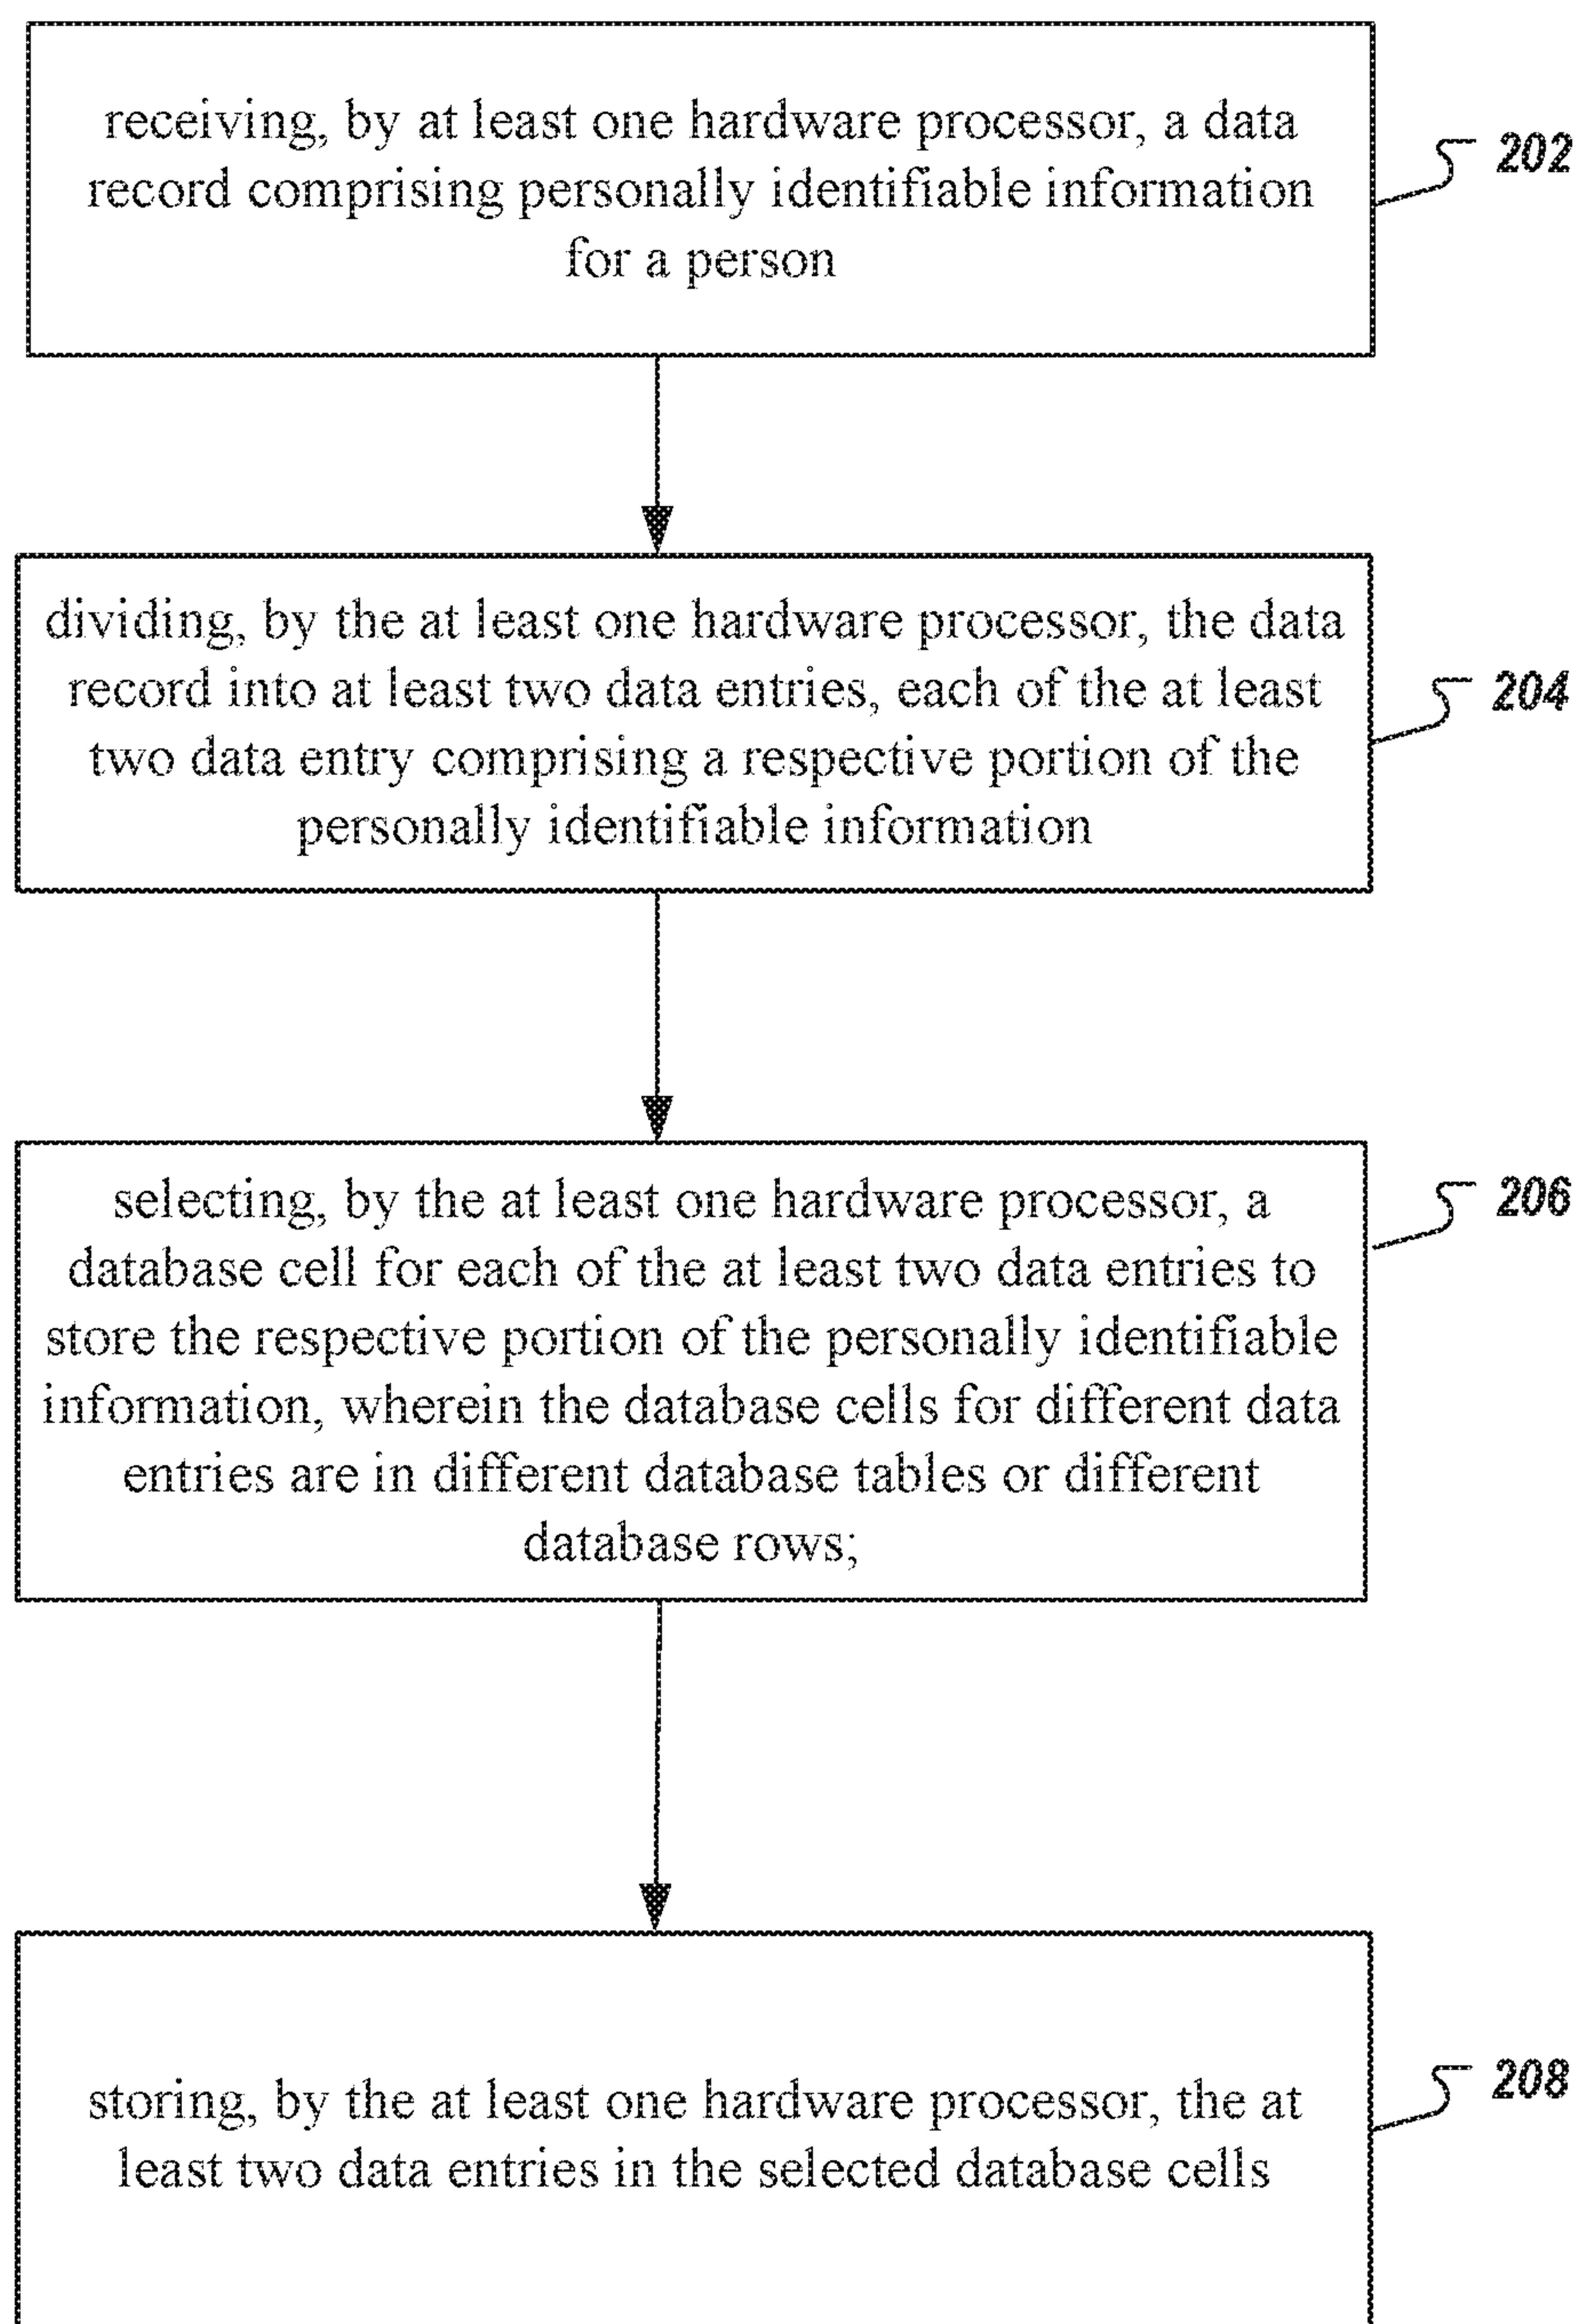 receiving, by at least one hardware processor, a data
record comprising personally identifiable information
for a person
202
dividing, by the at least one hardware processor, the data
record into at least two data entries, each of the at least
two data entry comprising a respective portion of the
personally identifiable information
204
selecting, by the at least one hardware processor, a
database cell for each of the at least two data entries to
store the respective portion of the personally identifiable
information, wherein the database cells for different data
entries are in different database tables or different
database rows;
206
storing, by the at least one hardware processor, the at
least two data entries in the selected database cells
208